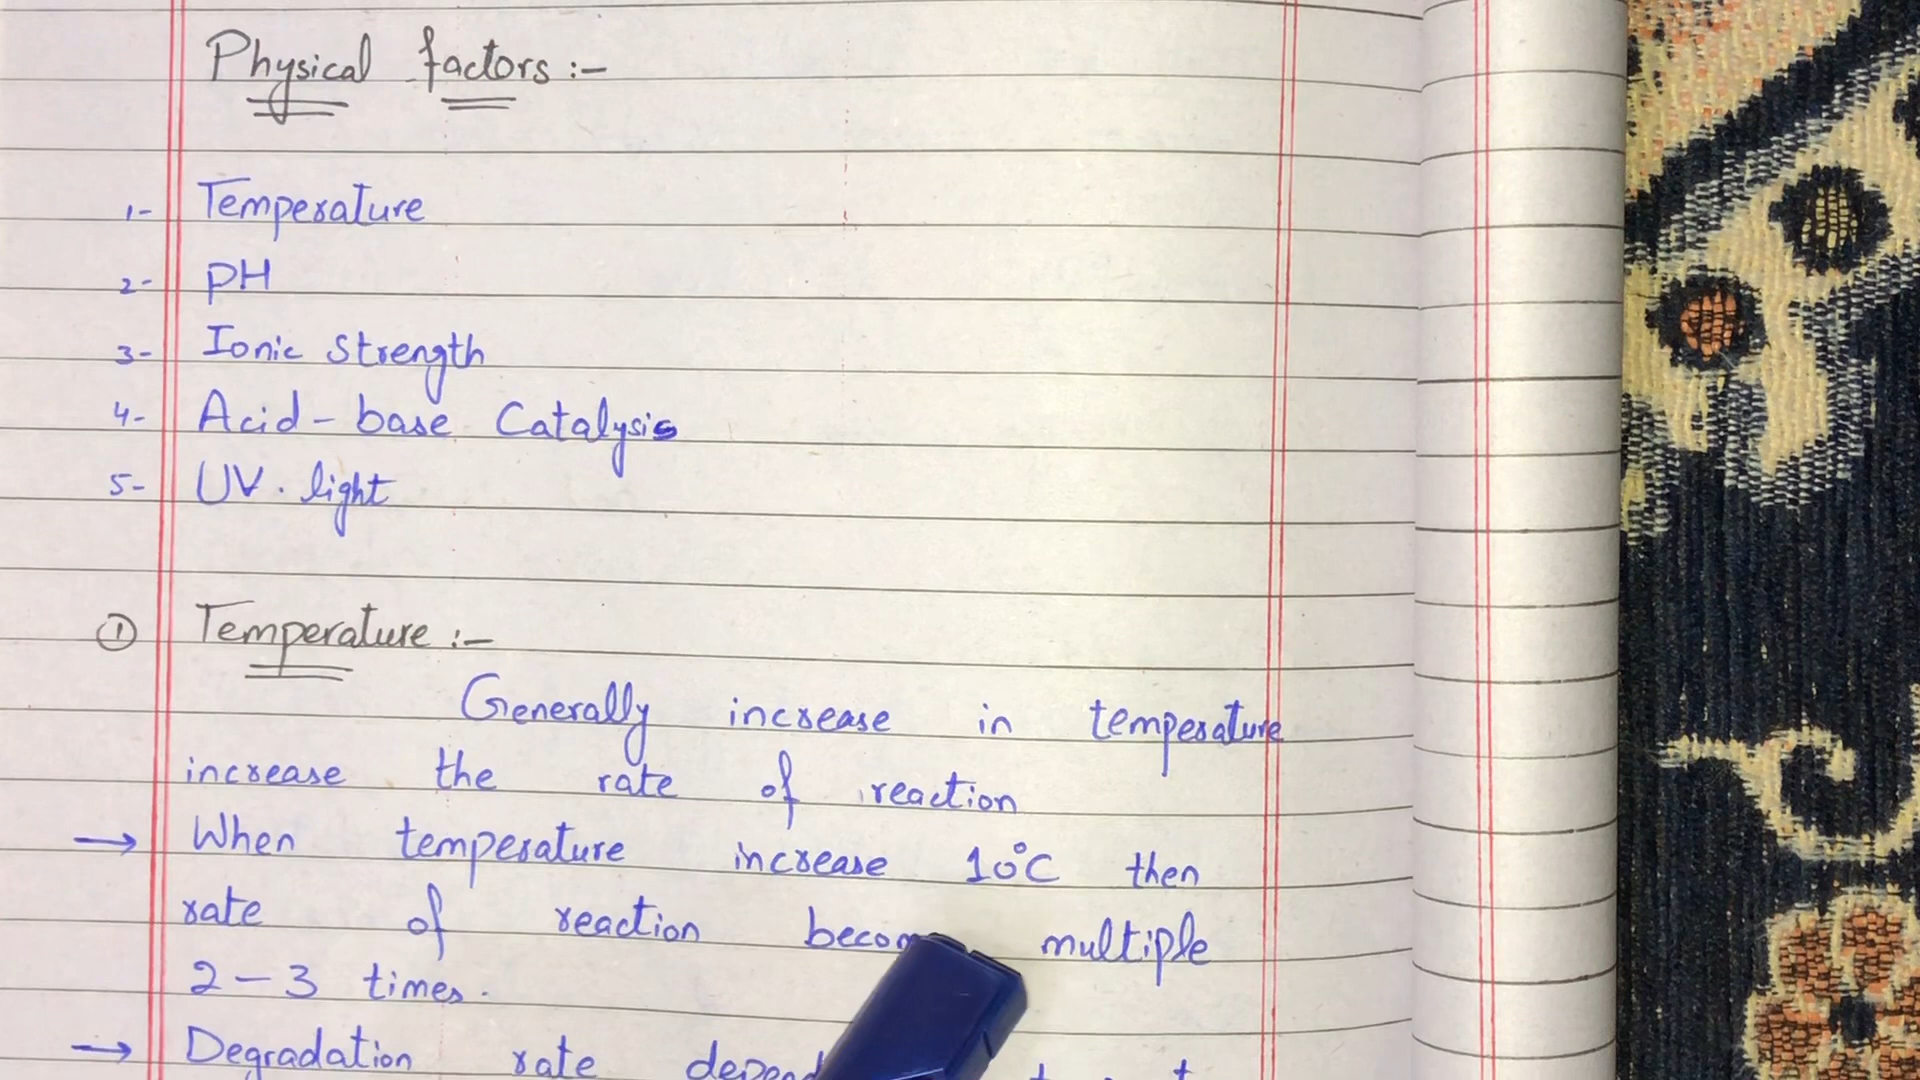 Physical factors :-
1- Temperature
2- PH
3- Ionic Strength
4- Acid-base Catalysis
5- UV. light
① Temperature :-
Generally increase in temperature
increase the rate of reaction
→ When temperature increase 10°C then
rate of reaction multiple
2-3 times.
→ Degradation rate